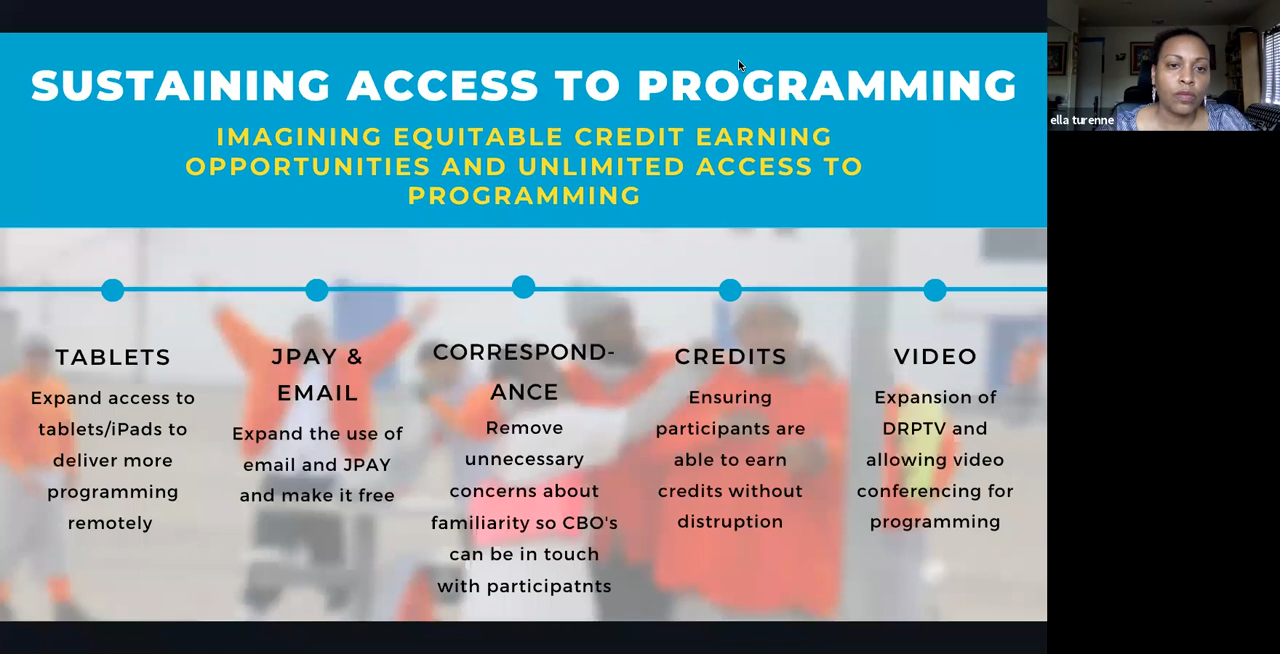 SUSTAINING ACCESS TO PROGRAMMING
IMAGINING EQUITABLE CREDIT EARNING
OPPORTUNITIES AND UNLIMITED ACCESS TO
PROGRAMMING
TABLETS
Expand access to
tablets/iPads to
deliver more
programming
remotely
JPAY &
EMAIL
Expand the use of
email and JPAY
and make it free
CORRESPOND-
ANCE
Remove
unnecessary
concerns about
familiarity so CBO's
can be in touch
with participatnts
CREDITS
Ensuring
participants are
able to earn
credits without
distruption
VIDEO
Expansion of
DRPTV and
allowing video
conferencing for
programming
ella turenne